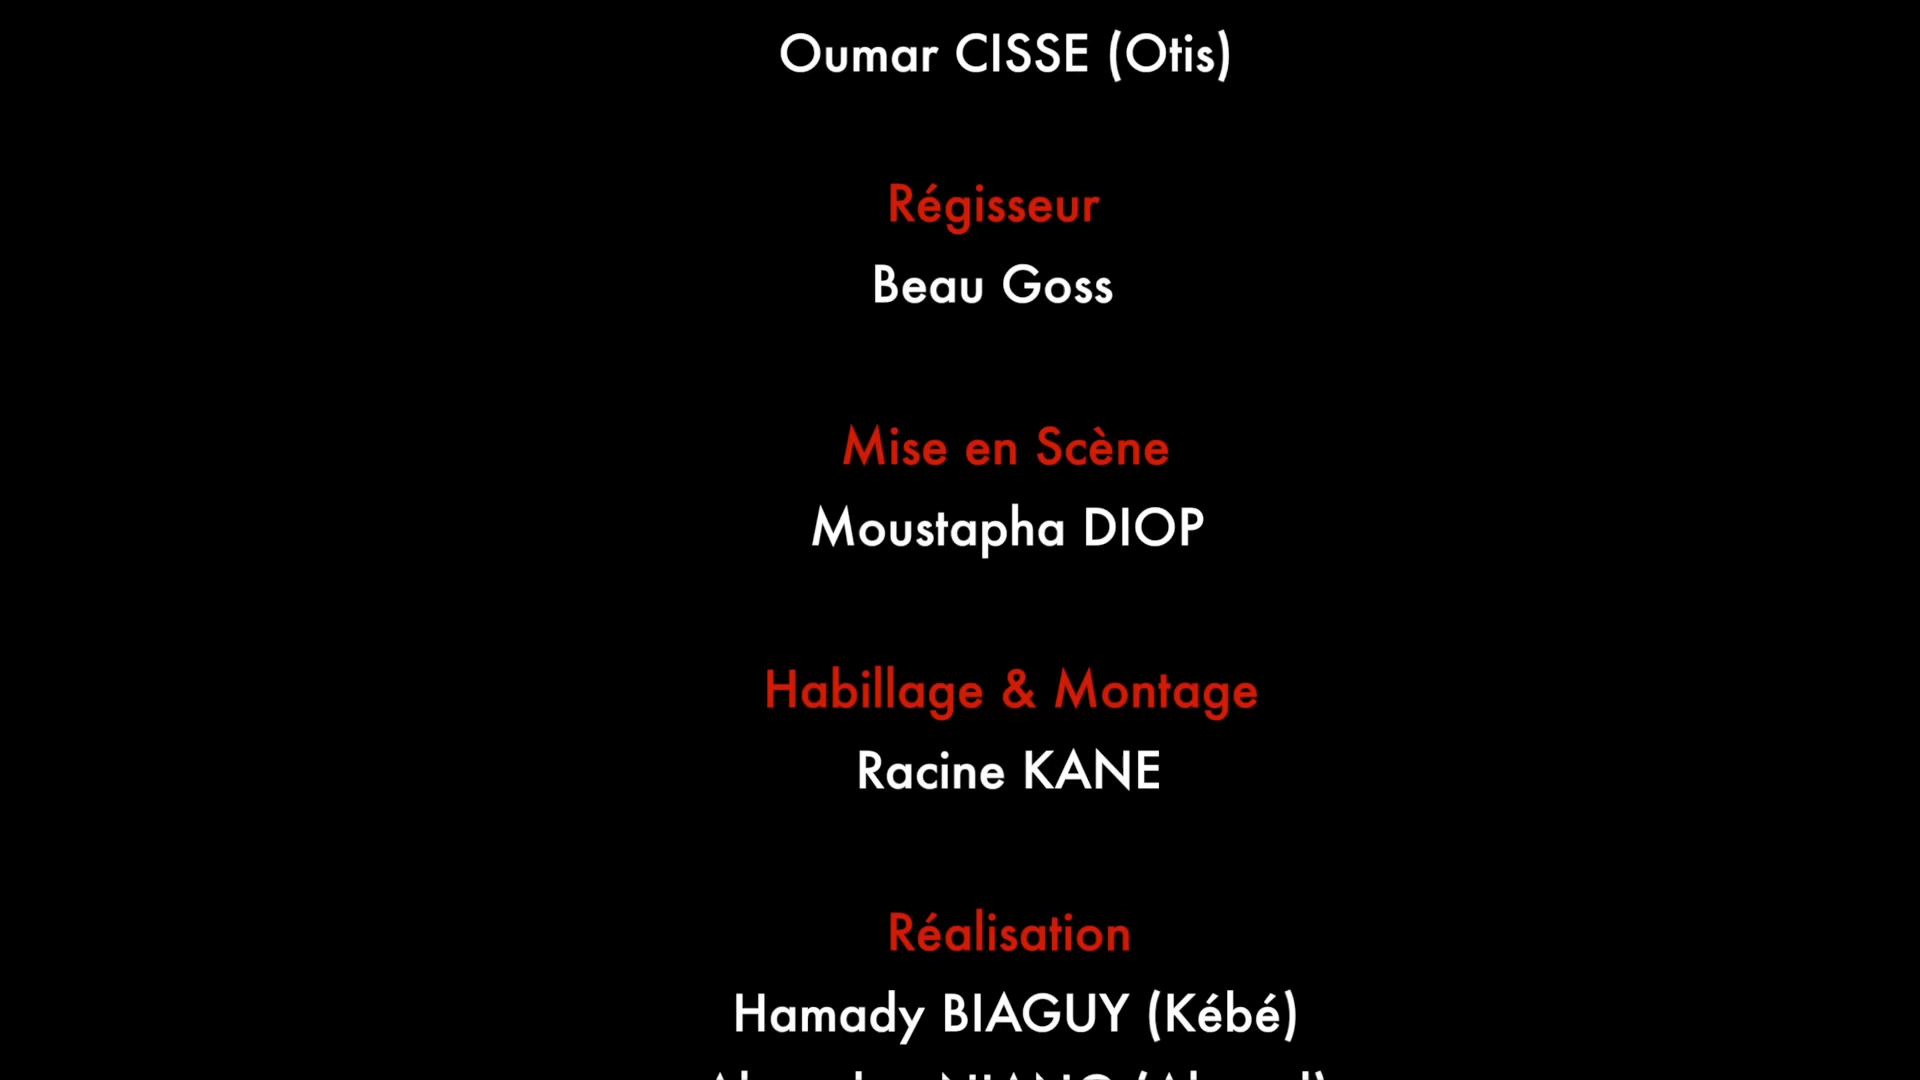 Oumar CISSE (Otis)
Régisseur
Beau Goss
Mise en Scène
Moustapha DIOP
Habillage & Montage
Racine KANE
Réalisation
Hamady BIAGUY (Kébé)